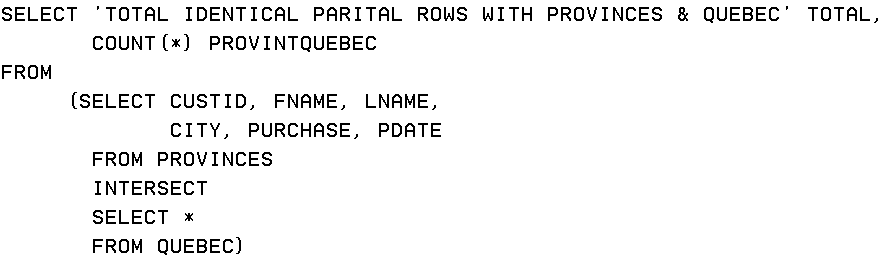 SELECT 'TOTAL IDENTICAL PARITAL ROWS WITH PROVINCES & QUEBEC' TOTAL,
COUNT(*) PROVINTQUEBEC
FROM
(SELECT CUSTID, FNAME, LNAME,
CITY, PURCHASE, PDATE
FROM PROVINCES
INTERSECT
SELECT *
FROM QUEBEC)